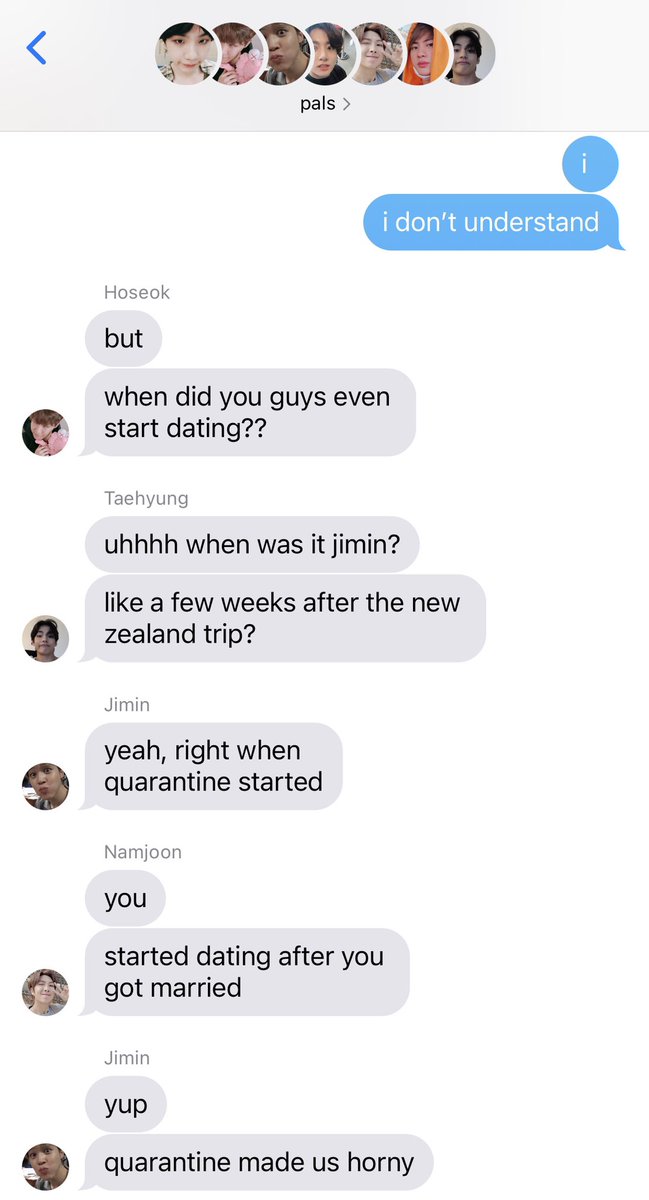 pals
i
i don’t understand
Hoseok
but
when did you guys even
start dating??
Taehyung
uhhhh when was it jimin?
like a few weeks after the new
zealand trip?
Jimin
yeah, right when
quarantine started
Namjoon
you
started dating after you
got married
Jimin
yup
quarantine made us horny